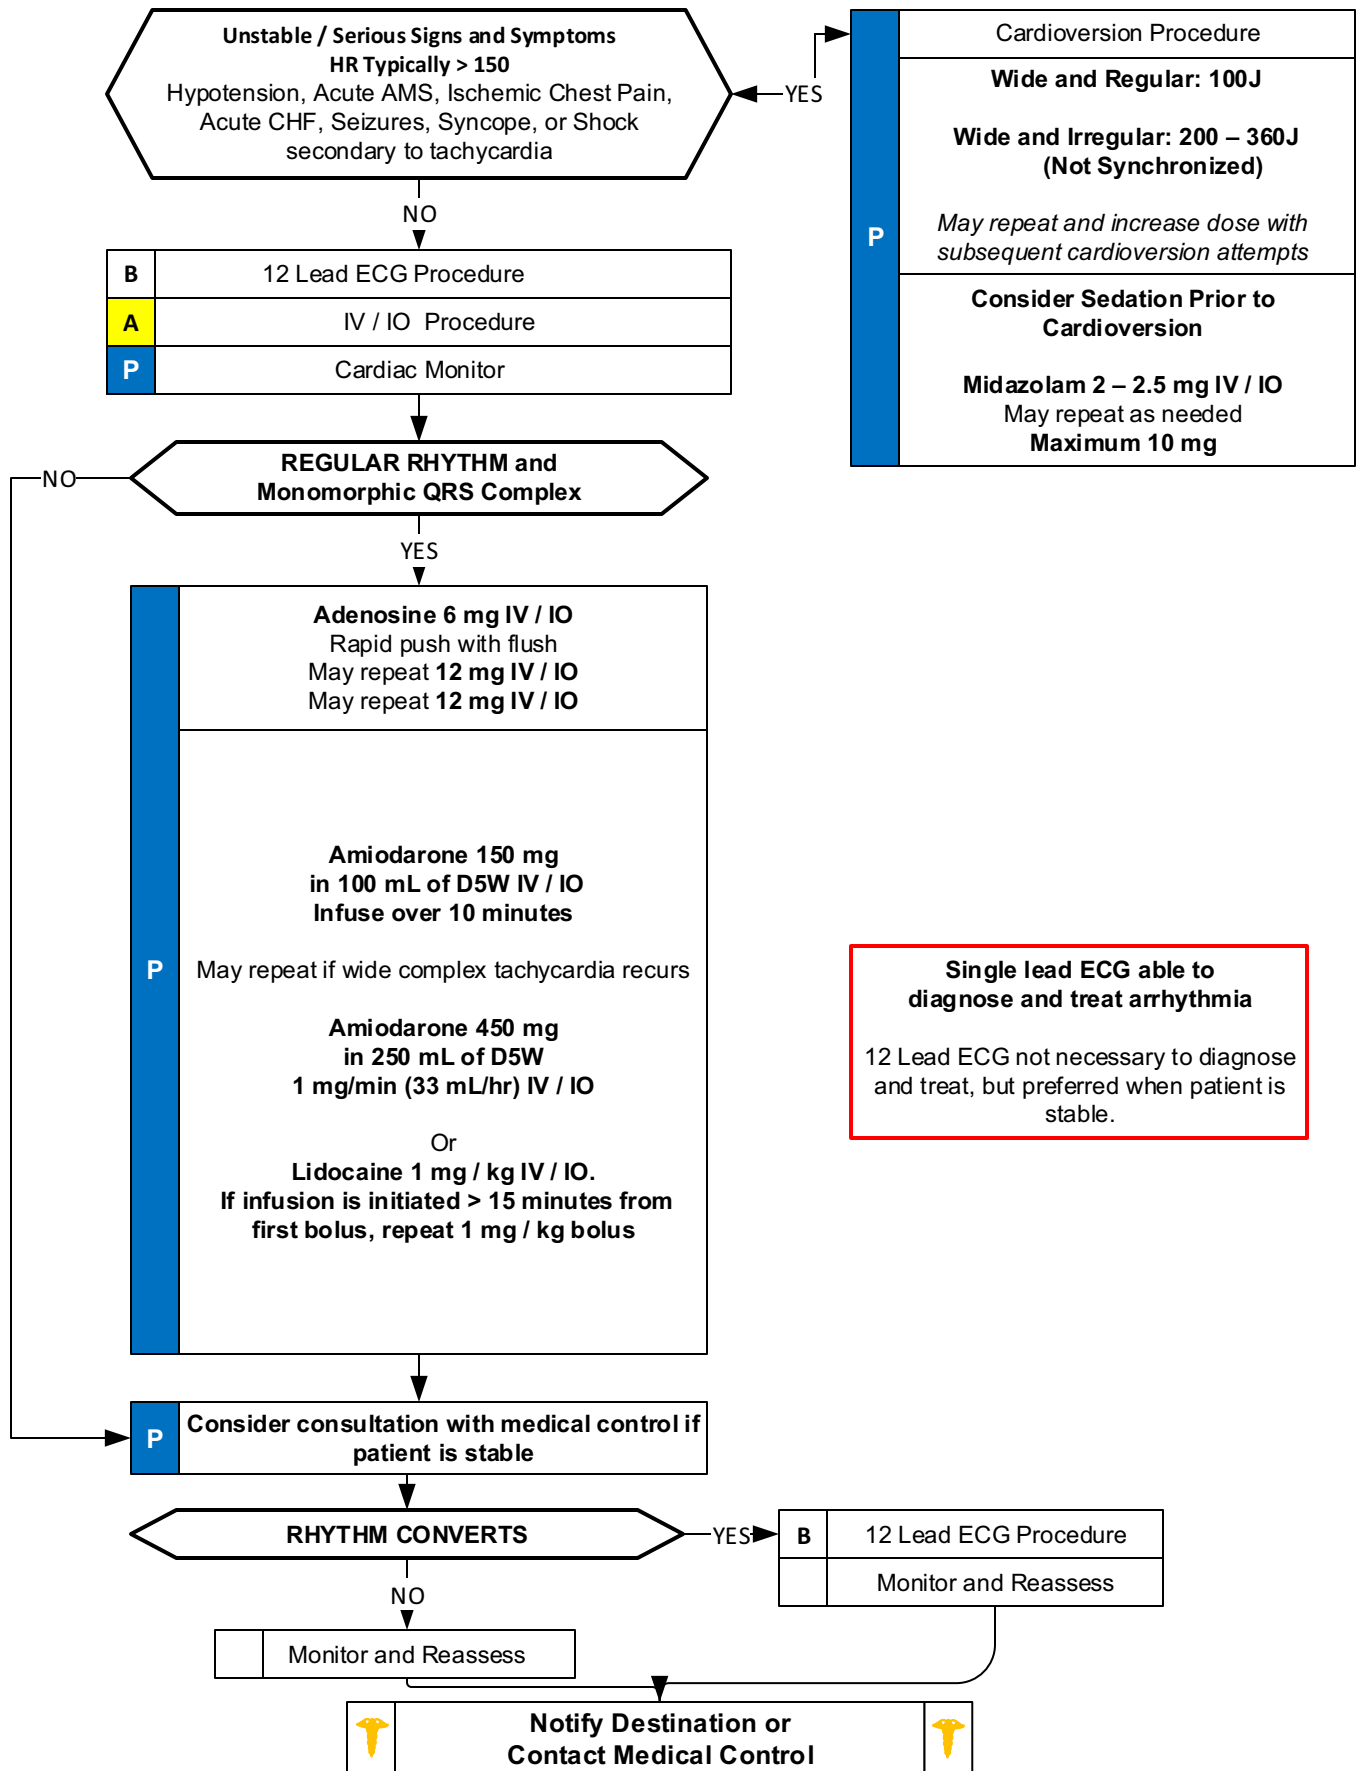 Unstable / Serious Signs and Symptoms
HR Typically > 150
Hypotension, Acute AMS, Ischemic Chest Pain,
Acute CHF, Seizures, Syncope, or Shock
secondary to tachycardia
YES
Cardioversion Procedure
Wide and Regular: 100J
Wide and Irregular: 200 – 360J
(Not Synchronized)
May repeat and increase dose with
subsequent cardioversion attempts
P
Consider Sedation Prior to
Cardioversion
Midazolam 2 – 2.5 mg IV / IO
May repeat as needed
Maximum 10 mg
NO
B 12 Lead ECG Procedure
A IV / IO Procedure
P Cardiac Monitor
REGULAR RHYTHM and
Monomorphic QRS Complex
NO
YES
Adenosine 6 mg IV / IO
Rapid push with flush
May repeat 12 mg IV / IO
May repeat 12 mg IV / IO
Amiodarone 150 mg
in 100 mL of D5W IV / IO
Infuse over 10 minutes
P May repeat if wide complex tachycardia recurs
Amiodarone 450 mg
in 250 mL of D5W
1 mg/min (33 mL/hr) IV / IO
Or
Lidocaine 1 mg / kg IV / IO.
If infusion is initiated > 15 minutes from
first bolus, repeat 1 mg / kg bolus
Single lead ECG able to
diagnose and treat arrhythmia
12 Lead ECG not necessary to diagnose
and treat, but preferred when patient is
stable.
P Consider consultation with medical control if
patient is stable
RHYTHM CONVERTS
YES
B 12 Lead ECG Procedure
Monitor and Reassess
NO
Monitor and Reassess
Notify Destination or
Contact Medical Control